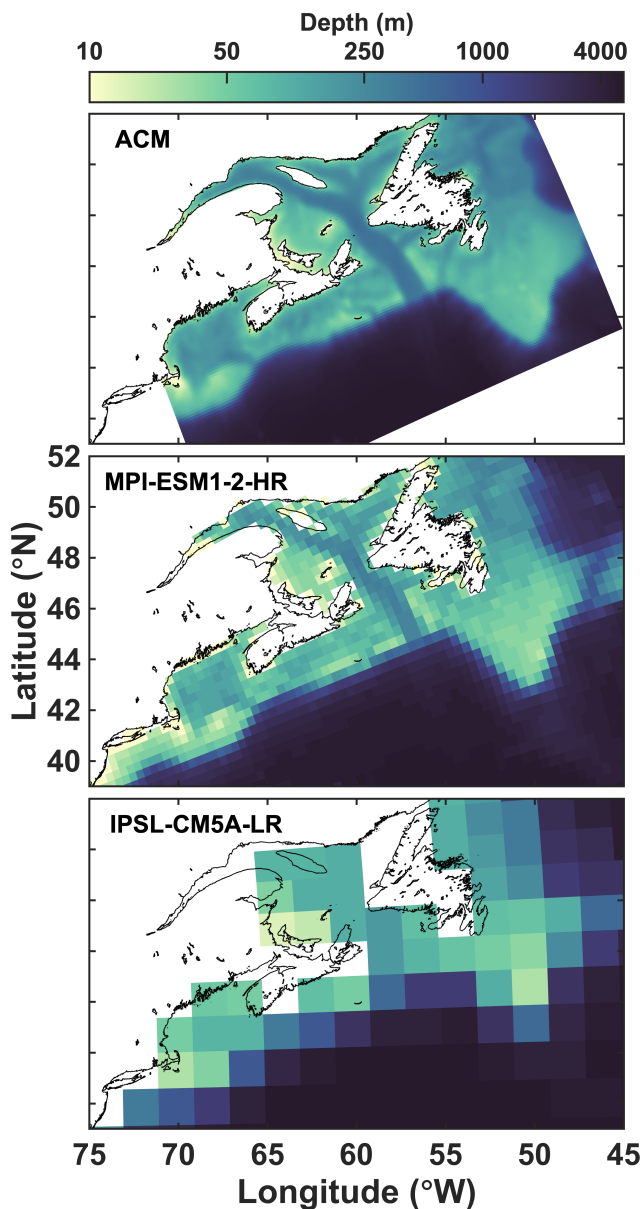 Depth (m)
10 50 250 1000 4000
ACM
52
MPI-ESM1-2-HR
50
48
46
44
42
40
Latitude (°N)
IPSL-CM5A-LR
75 70 65 60 55 50 45
Longitude (°W)